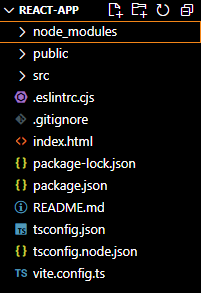 REACT-APP
node_modules
public
src
.eslintrc.cjs
.gitignore
index.html
package-lock.json
package.json
README.md
tsconfig.json
tsconfig.node.json
TS vite.config.ts